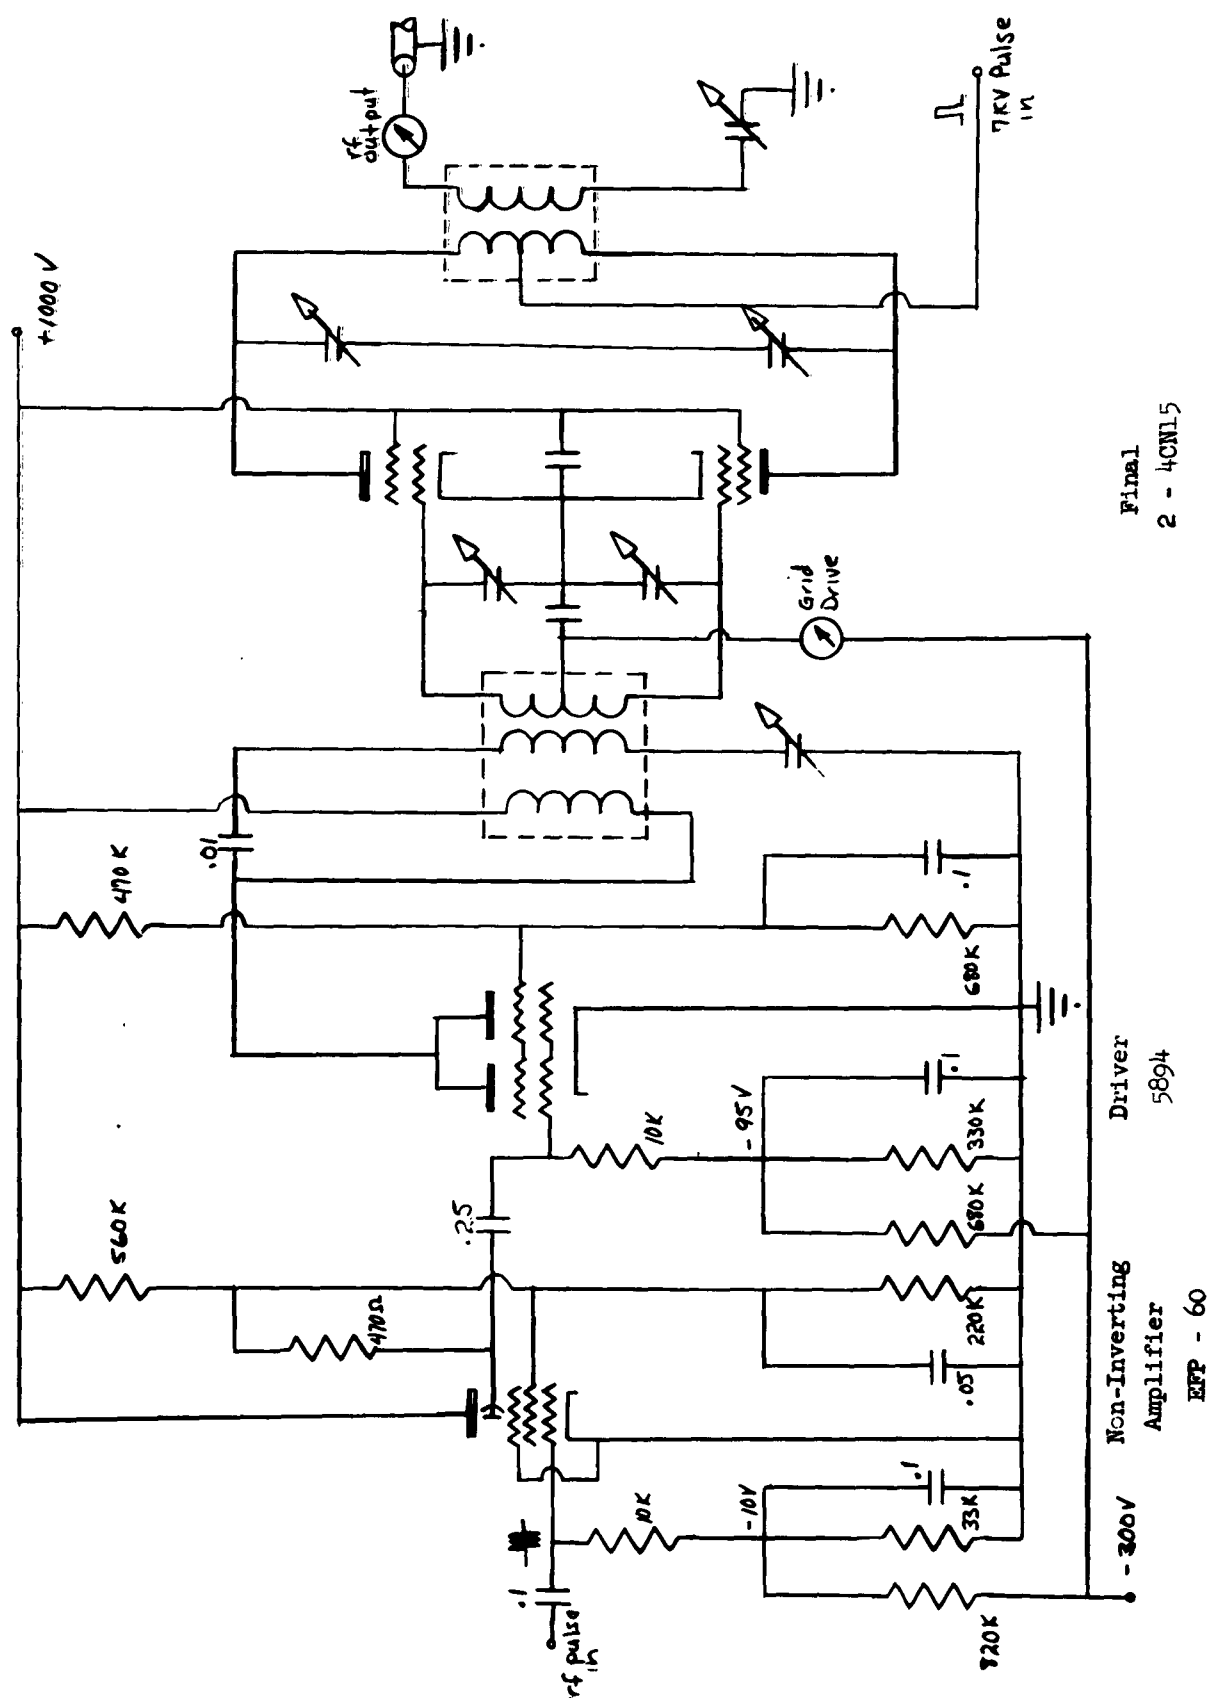 +1000 V
560K
470K
.01
470Ω
.25
rf
output
.1
rf pulse
in
10K
10K
-10V
-95V
Grid
Drive
7KV Pulse
in
820K
33K
.1
.05
220K
680K
330K
.1
680K
.1
-300V
Non-Inverting
Amplifier
EFP - 60
Driver
5894
Final
2 - 4CN15